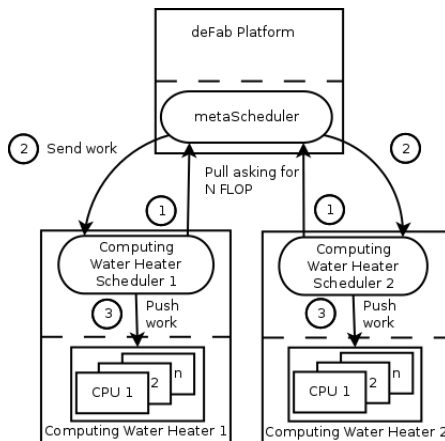 deFab Platform
metaScheduler
2
Send work
2
Pull asking for
N FLOP
1
1
Computing
Water Heater
Scheduler 1
Computing
Water Heater
Scheduler 2
3
Push
work
3
Push
work
n
2
CPU 1
n
2
CPU 1
Computing Water Heater 1
Computing Water Heater 2